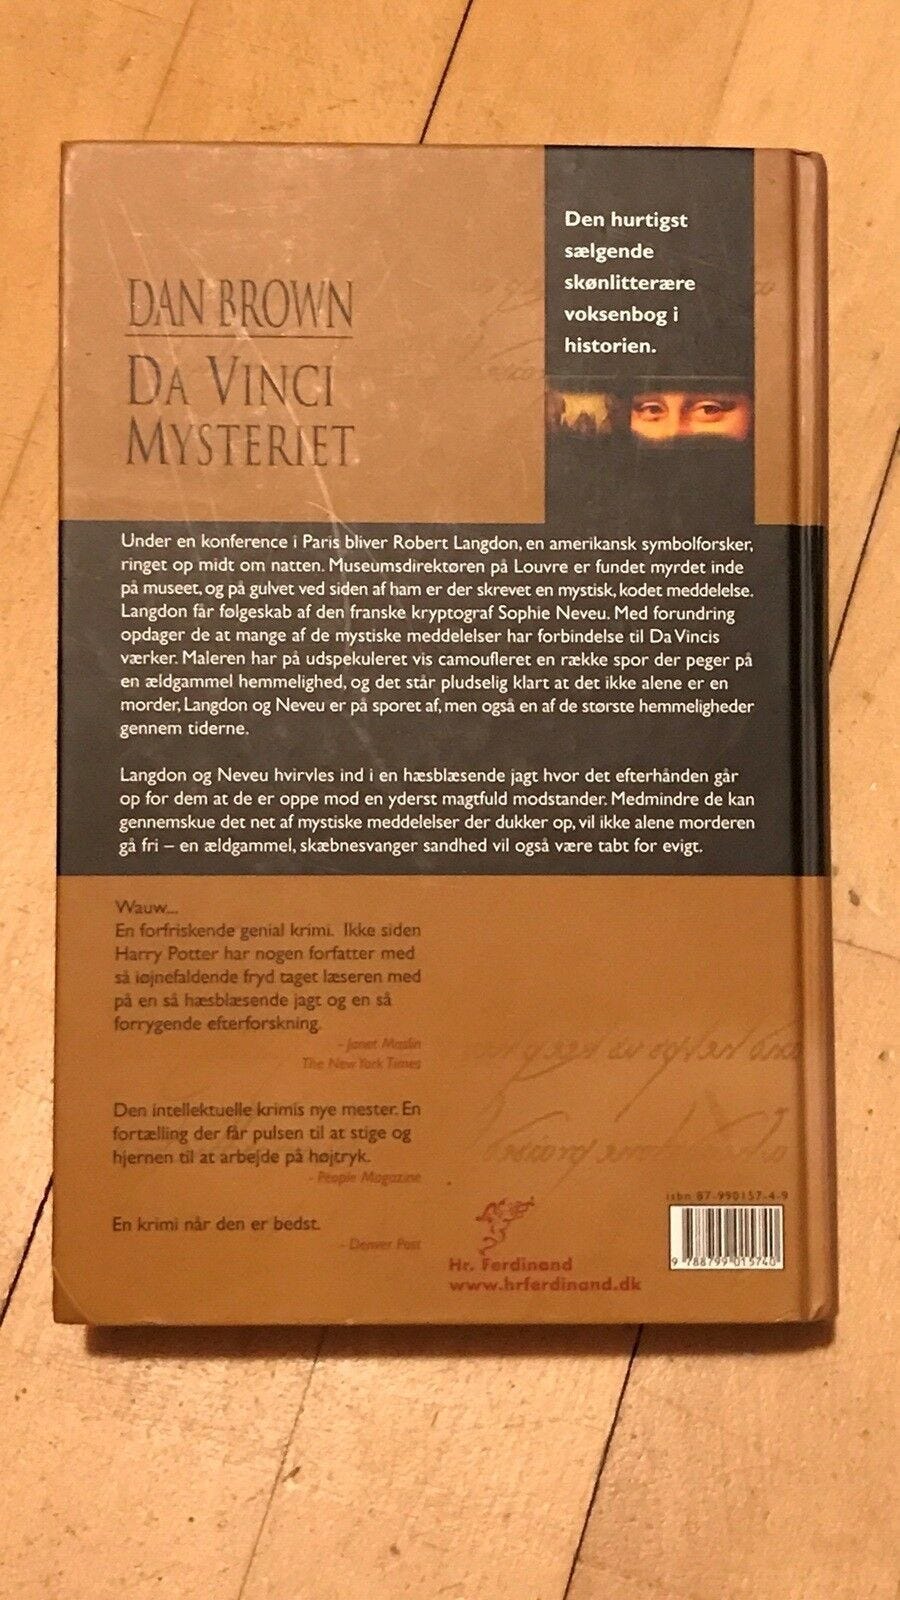 Den hurtigst
sælgende
skønlitterære
voksenbog i
historien.
DAN BROWN
DA VINCI
MYSTERIET
Under en konference i Paris bliver Robert Langdon, en amerikansk symbolforsker,
ringet op midt om natten. Museumsdirektøren på Louvre er fundet myrdet inde
på museet, og på gulvet ved siden af ham er der skrevet en mystisk, kodet meddelelse.
Langdon får følgeskab af den franske kryptograf Sophie Neveu. Med forundring
opdager de at mange af de mystiske meddelelser har forbindelse til Da Vincis
værker. Maleren har på udspekuleret vis camoufleret en række spor der peger på
en ældgammel hemmelighed, og det står pludselig klart at det ikke alene er en
morder, Langdon og Neveu er på sporet af, men også en af de største hemmeligheder
gennem tiderne.
Langdon og Neveu hvirvles ind i en hæsblæsende jagt hvor det efterhånden går
op for dem at de er oppe mod en yderst magtfuld modstander. Medmindre de kan
gennemskue det net af mystiske meddelelser der dukker op, vil ikke alene morderen
gå fri – en ældgammel, skæbnesvanger sandhed vil også være tabt for evigt.
Wauw...
En forfriskende genial krimi. Ikke siden
Harry Potter har nogen forfatter med
så iøjnefaldende fryd taget læseren med
på en så hæsblæsende jagt og en så
forrygende efterforskning.
- Janet Maslin
The New York Times
Den intellektuelle krimis nye mester. En
fortælling der får pulsen til at stige og
hjernen til at arbejde på højtryk.
- People Magazine
En krimi når den er bedst.
- Denver Post
Hr. Ferdinand
www.hrferdinand.dk
isbn 87-990157-4-9
9 788799 015740